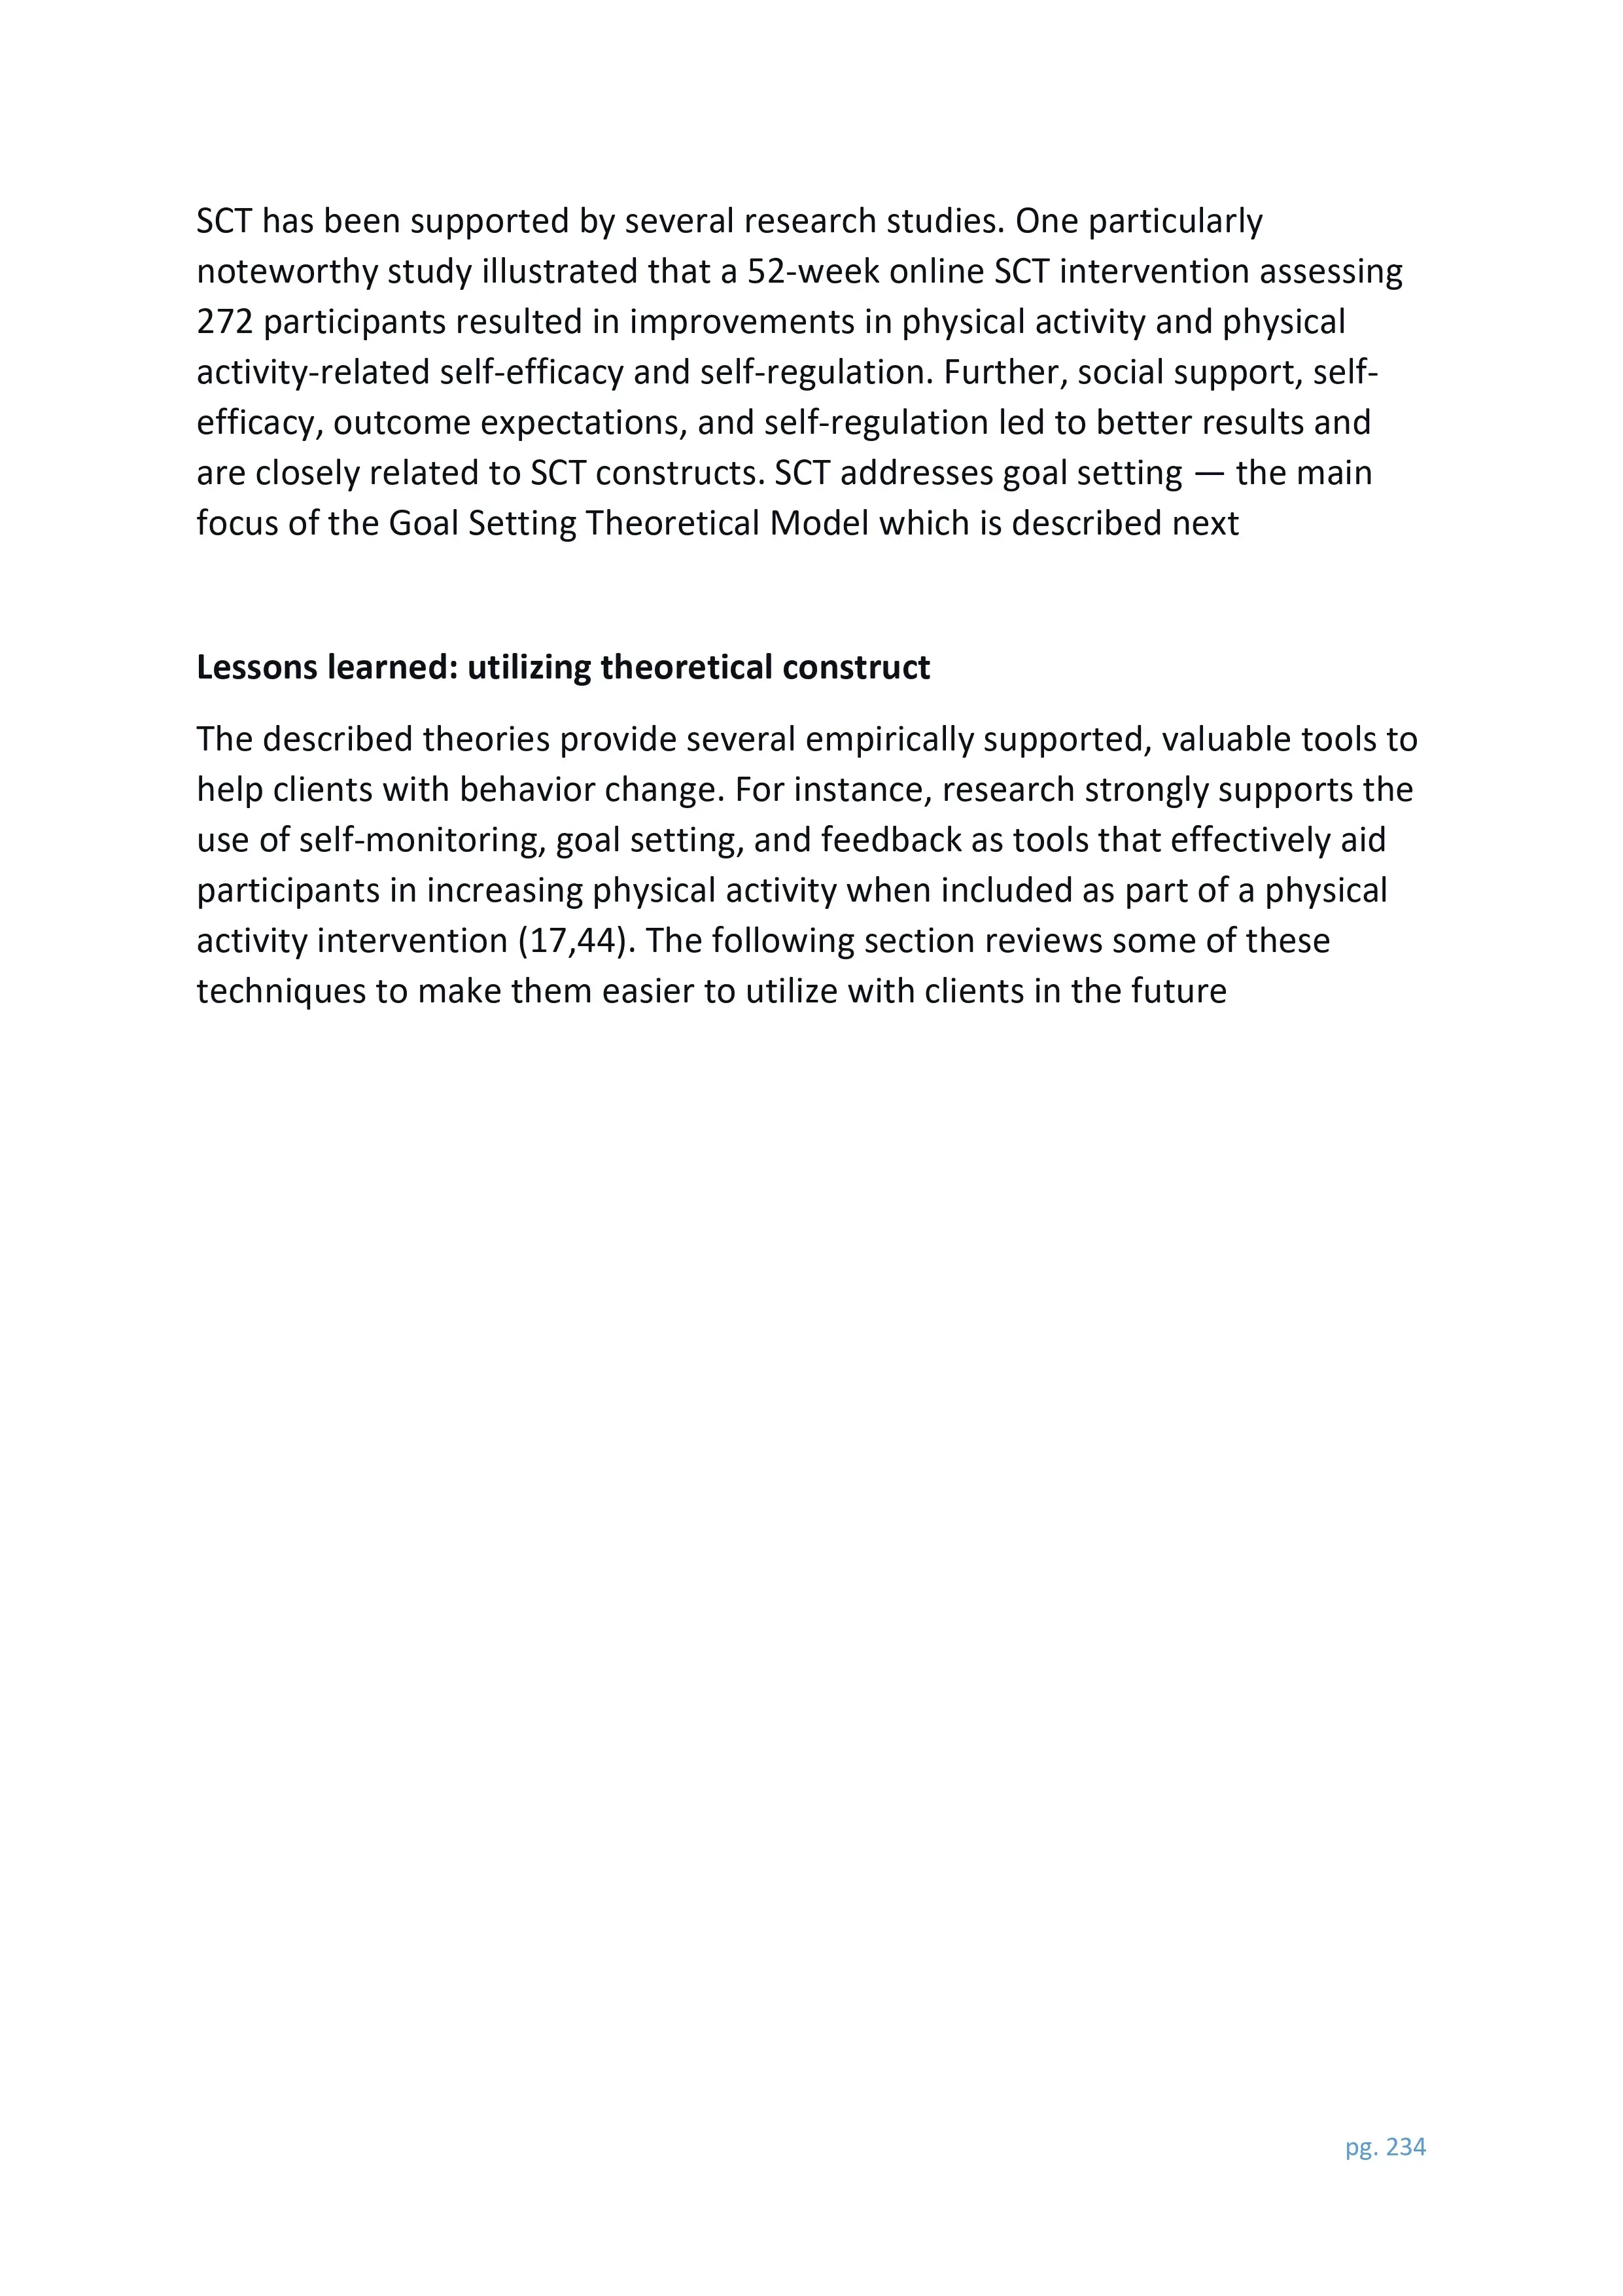 SCT has been supported by several research studies. One particularly
noteworthy study illustrated that a 52-week online SCT intervention assessing
272 participants resulted in improvements in physical activity and physical
activity-related self-efficacy and self-regulation. Further, social support, self-
efficacy, outcome expectations, and self-regulation led to better results and
are closely related to SCT constructs. SCT addresses goal setting — the main
focus of the Goal Setting Theoretical Model which is described next
Lessons learned: utilizing theoretical construct
The described theories provide several empirically supported, valuable tools to
help clients with behavior change. For instance, research strongly supports the
use of self-monitoring, goal setting, and feedback as tools that effectively aid
participants in increasing physical activity when included as part of a physical
activity intervention (17,44). The following section reviews some of these
techniques to make them easier to utilize with clients in the future
pg. 234